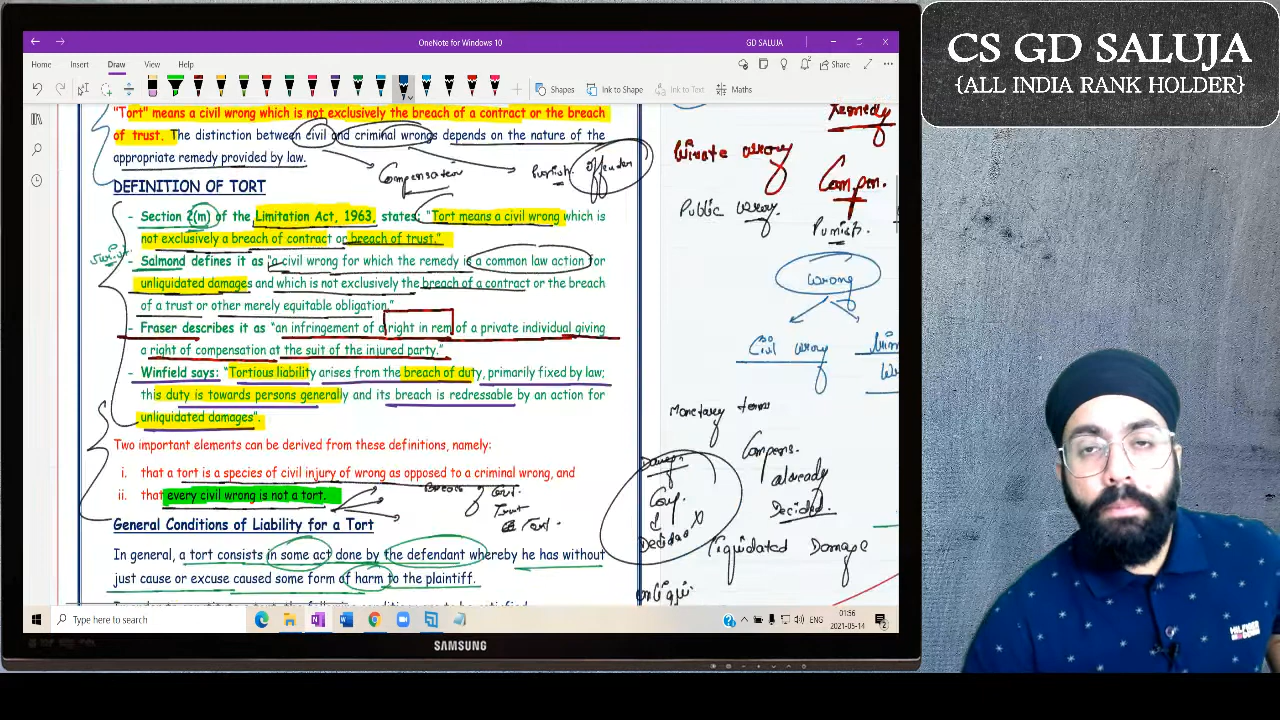 OneNote for Windows 10
GD SALUJA
Home Insert Draw View Help
Share
Shapes Ink to Shape Ink to Text Maths
"Tort" means a civil wrong which is not exclusively the breach of a contract or the breach
of trust. The distinction between civil and criminal wrongs depends on the nature of the
appropriate remedy provided by law.
Compensation
Punish offender
DEFINITION OF TORT
- Section 2(m) of the Limitation Act, 1963, states: "Tort means a civil wrong which is
not exclusively a breach of contract or breach of trust."
- Salmond defines it as "a civil wrong for which the remedy is a common law action for
unliquidated damages and which is not exclusively the breach of a contract or the breach
of a trust or other merely equitable obligation."
- Fraser describes it as "an infringement of a right in rem of a private individual giving
a right of compensation at the suit of the injured party."
- Winfield says: "Tortious liability arises from the breach of duty, primarily fixed by law;
this duty is towards persons generally and its breach is redressable by an action for
unliquidated damages".
Two important elements can be derived from these definitions, namely:
i. that a tort is a species of civil injury of wrong as opposed to a criminal wrong, and
ii. that every civil wrong is not a tort.
Trust
Tort.
General Conditions of Liability for a Tort
In general, a tort consists in some act done by the defendant whereby he has without
just cause or excuse caused some form of harm to the plaintiff.
Remedy
Private wrong
Compen.
Public wrong.
Punish.
wrong
Civil wrong
Monetary terms
Compens.
already
Decided.
Liquidated Damage
Type here to search
ENG
01:56
2021-05-14
SAMSUNG
CS GD SALUJA
{ALL INDIA RANK HOLDER}